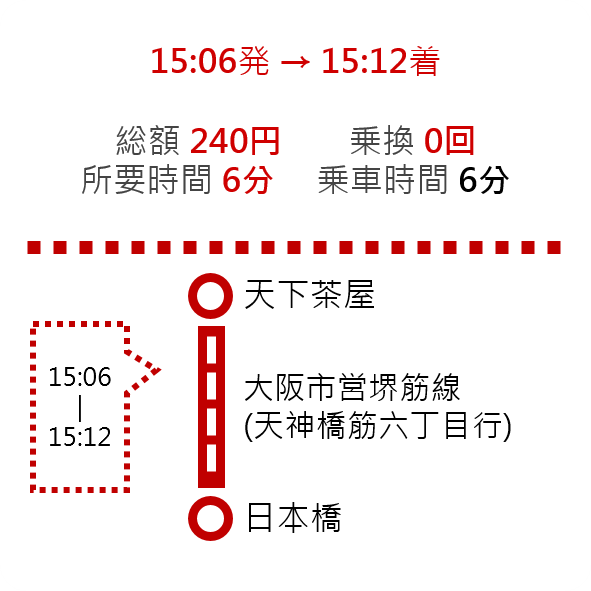 15:06発 → 15:12着
総額 240円 乗換 0回
所要時間 6分 乗車時間 6分
天下茶屋
15:06
|
15:12
大阪市営堺筋線
(天神橋筋六丁目行)
日本橋